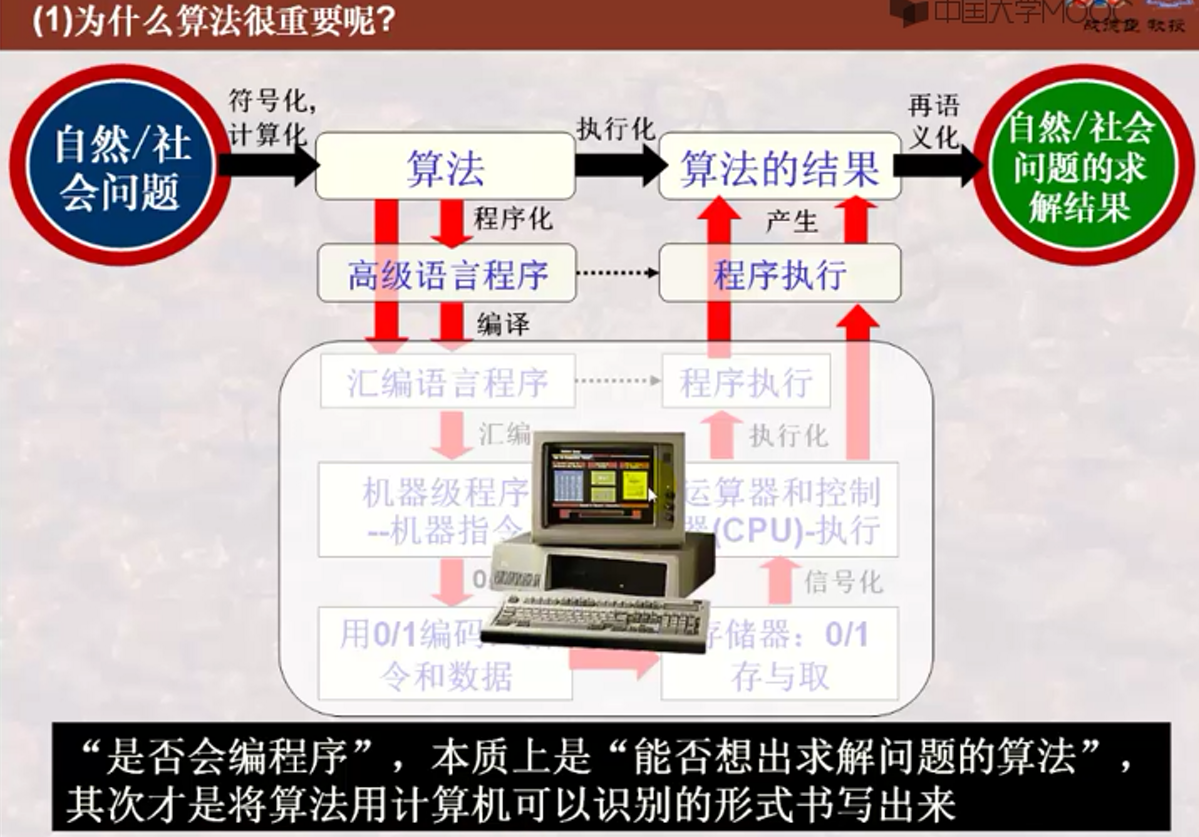 (1)为什么算法很重要呢?
中国大学MOOC
战德臣 教授
自然/社
会问题
符号化,
计算化
算法
执行化
算法的结果
再语
义化
自然/社会
问题的求
解结果
程序化
产生
高级语言程序
程序执行
编译
汇编语言程序
程序执行
汇编
执行化
机器级程序
--机器指令
运算器和控制
器(CPU)-执行
信号化
用0/1编码
令和数据
存储器：0/1
存与取
“是否会编程序”，本质上是“能否想出求解问题的算法”，
其次才是将算法用计算机可以识别的形式书写出来